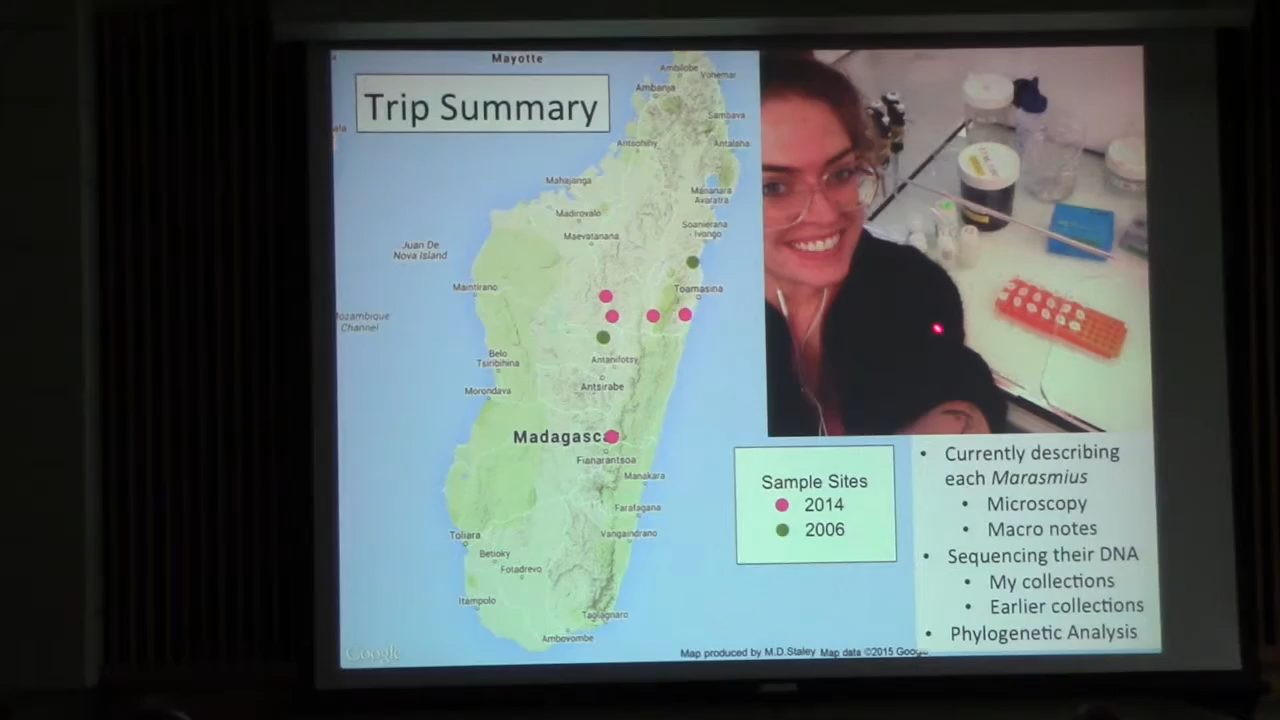 Mayotte
Trip Summary
Ambilobe
Vohemar
Ambanja
Sambava
Antsohihy
Antalaha
Mahajanga
Mananara
Avaratra
Madirovalo
Soanierana
Ivongo
Maevatanana
Juan De
Nova Island
Maintirano
Toamasina
Mozambique
Channel
Belo
Tsiribihina
Antanifotsy
Antsirabe
Morondava
Madagascar
Fianarantsoa
Manakara
Farafagana
Vangaindrano
Toliara
Betioky
Fotadrevo
Itampolo
Taolagnaro
Ambovombe
Google
Sample Sites
2014
2006
Map produced by M.D.Staley Map data ©2015 Google
• Currently describing
each Marasmius
• Microscopy
• Macro notes
• Sequencing their DNA
• My collections
• Earlier collections
• Phylogenetic Analysis